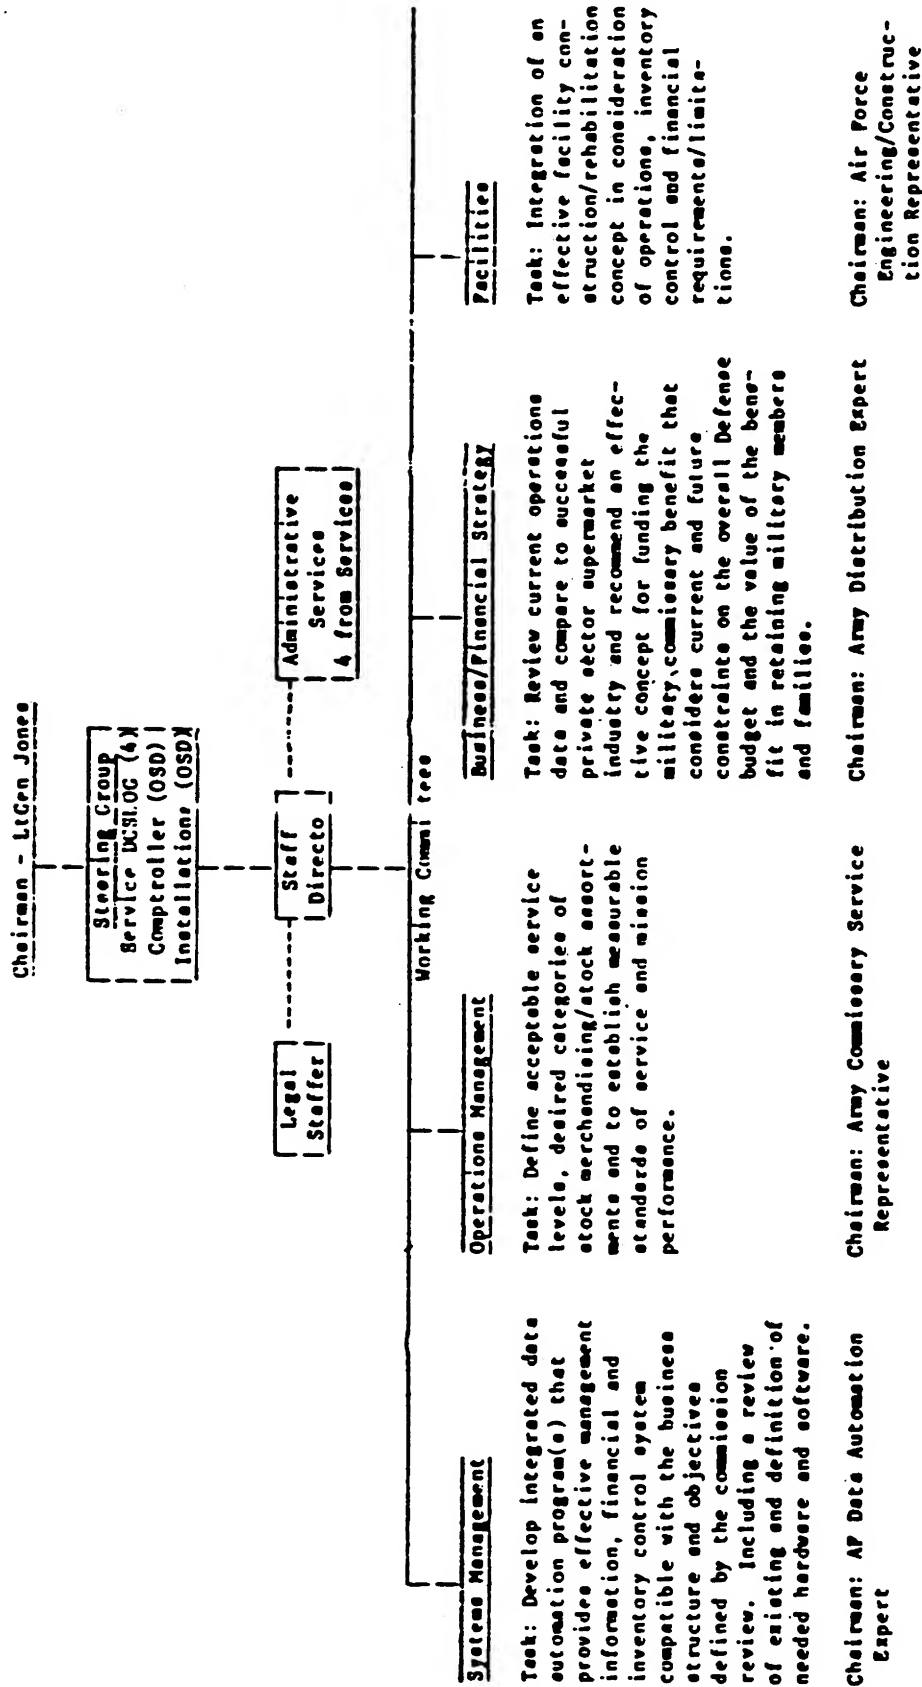 Chairman - LtGen Jones
Steering Group
Service DCSLOG (4)
Comptroller (OSD)
Installations (OSD)
Legal
Staffer
Staff
Directo
Administrative
Services
4 from Services
Working Commi tees
Systems Management
Task: Develop integrated data
automation program(s) that
provides effective management
information, financial and
inventory control system
compatible with the business
structure and objectives
defined by the commission
review. Including a review
of existing and definition of
needed hardware and software.
Chairman: AF Data Automation
Expert
Operations Management
Task: Define acceptable service
levels, desired categories of
stock merchandising/stock assort-
ments and to establish measurable
standards of service and mission
performance.
Chairman: Army Commissary Service
Representative
Business/Financial Strategy
Task: Review current operations
data and compare to successful
private sector supermarket
industry and recommend an effec-
tive concept for funding the
military commissary benefit that
considers current and future
constraints on the overall Defense
budget and the value of the bene-
fit in retaining military members
and families.
Chairman: Army Distribution Expert
Facilities
Task: Integration of an
effective facility con-
struction/rehabilitation
concept in consideration
of operations, inventory
control and financial
requirements/limita-
tions.
Chairman: Air Force
Engineering/Construc-
tion Representative